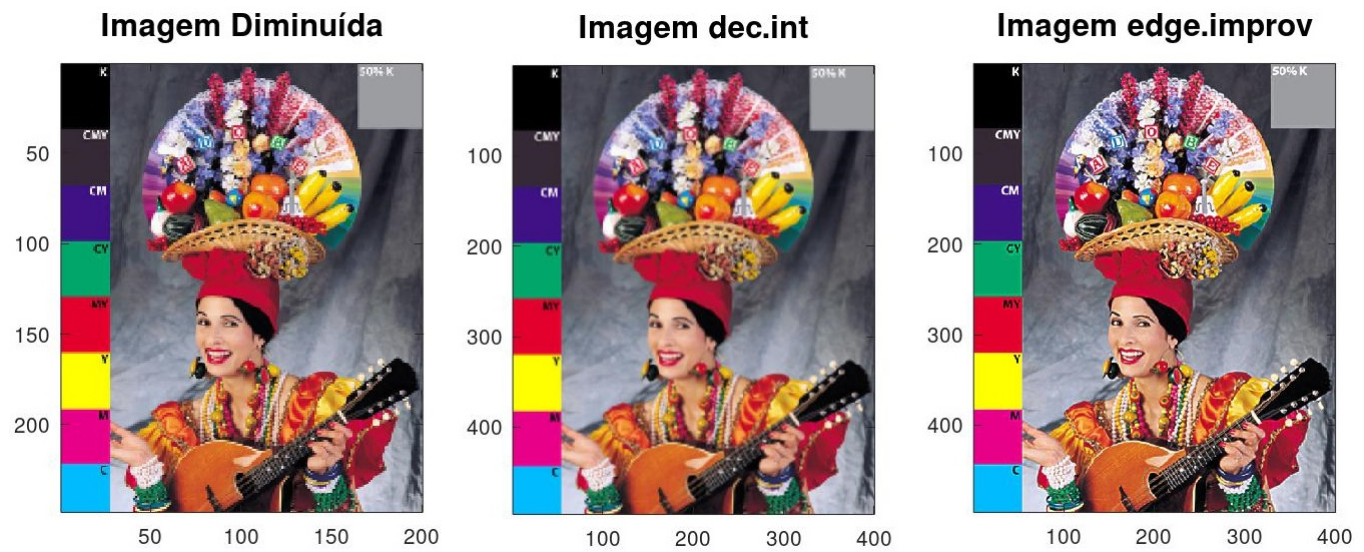 Imagem Diminuída
K
50% K
CMY
50
CM
100
CY
MY
150
Y
200
M
C
50 100 150 200
Imagem dec.int
K
50% K
CMY
100
CM
200
CY
MY
300
Y
400
M
C
100 200 300 400
Imagem edge.improv
K
50% K
CMY
100
CM
200
CY
MY
300
Y
400
M
C
100 200 300 400